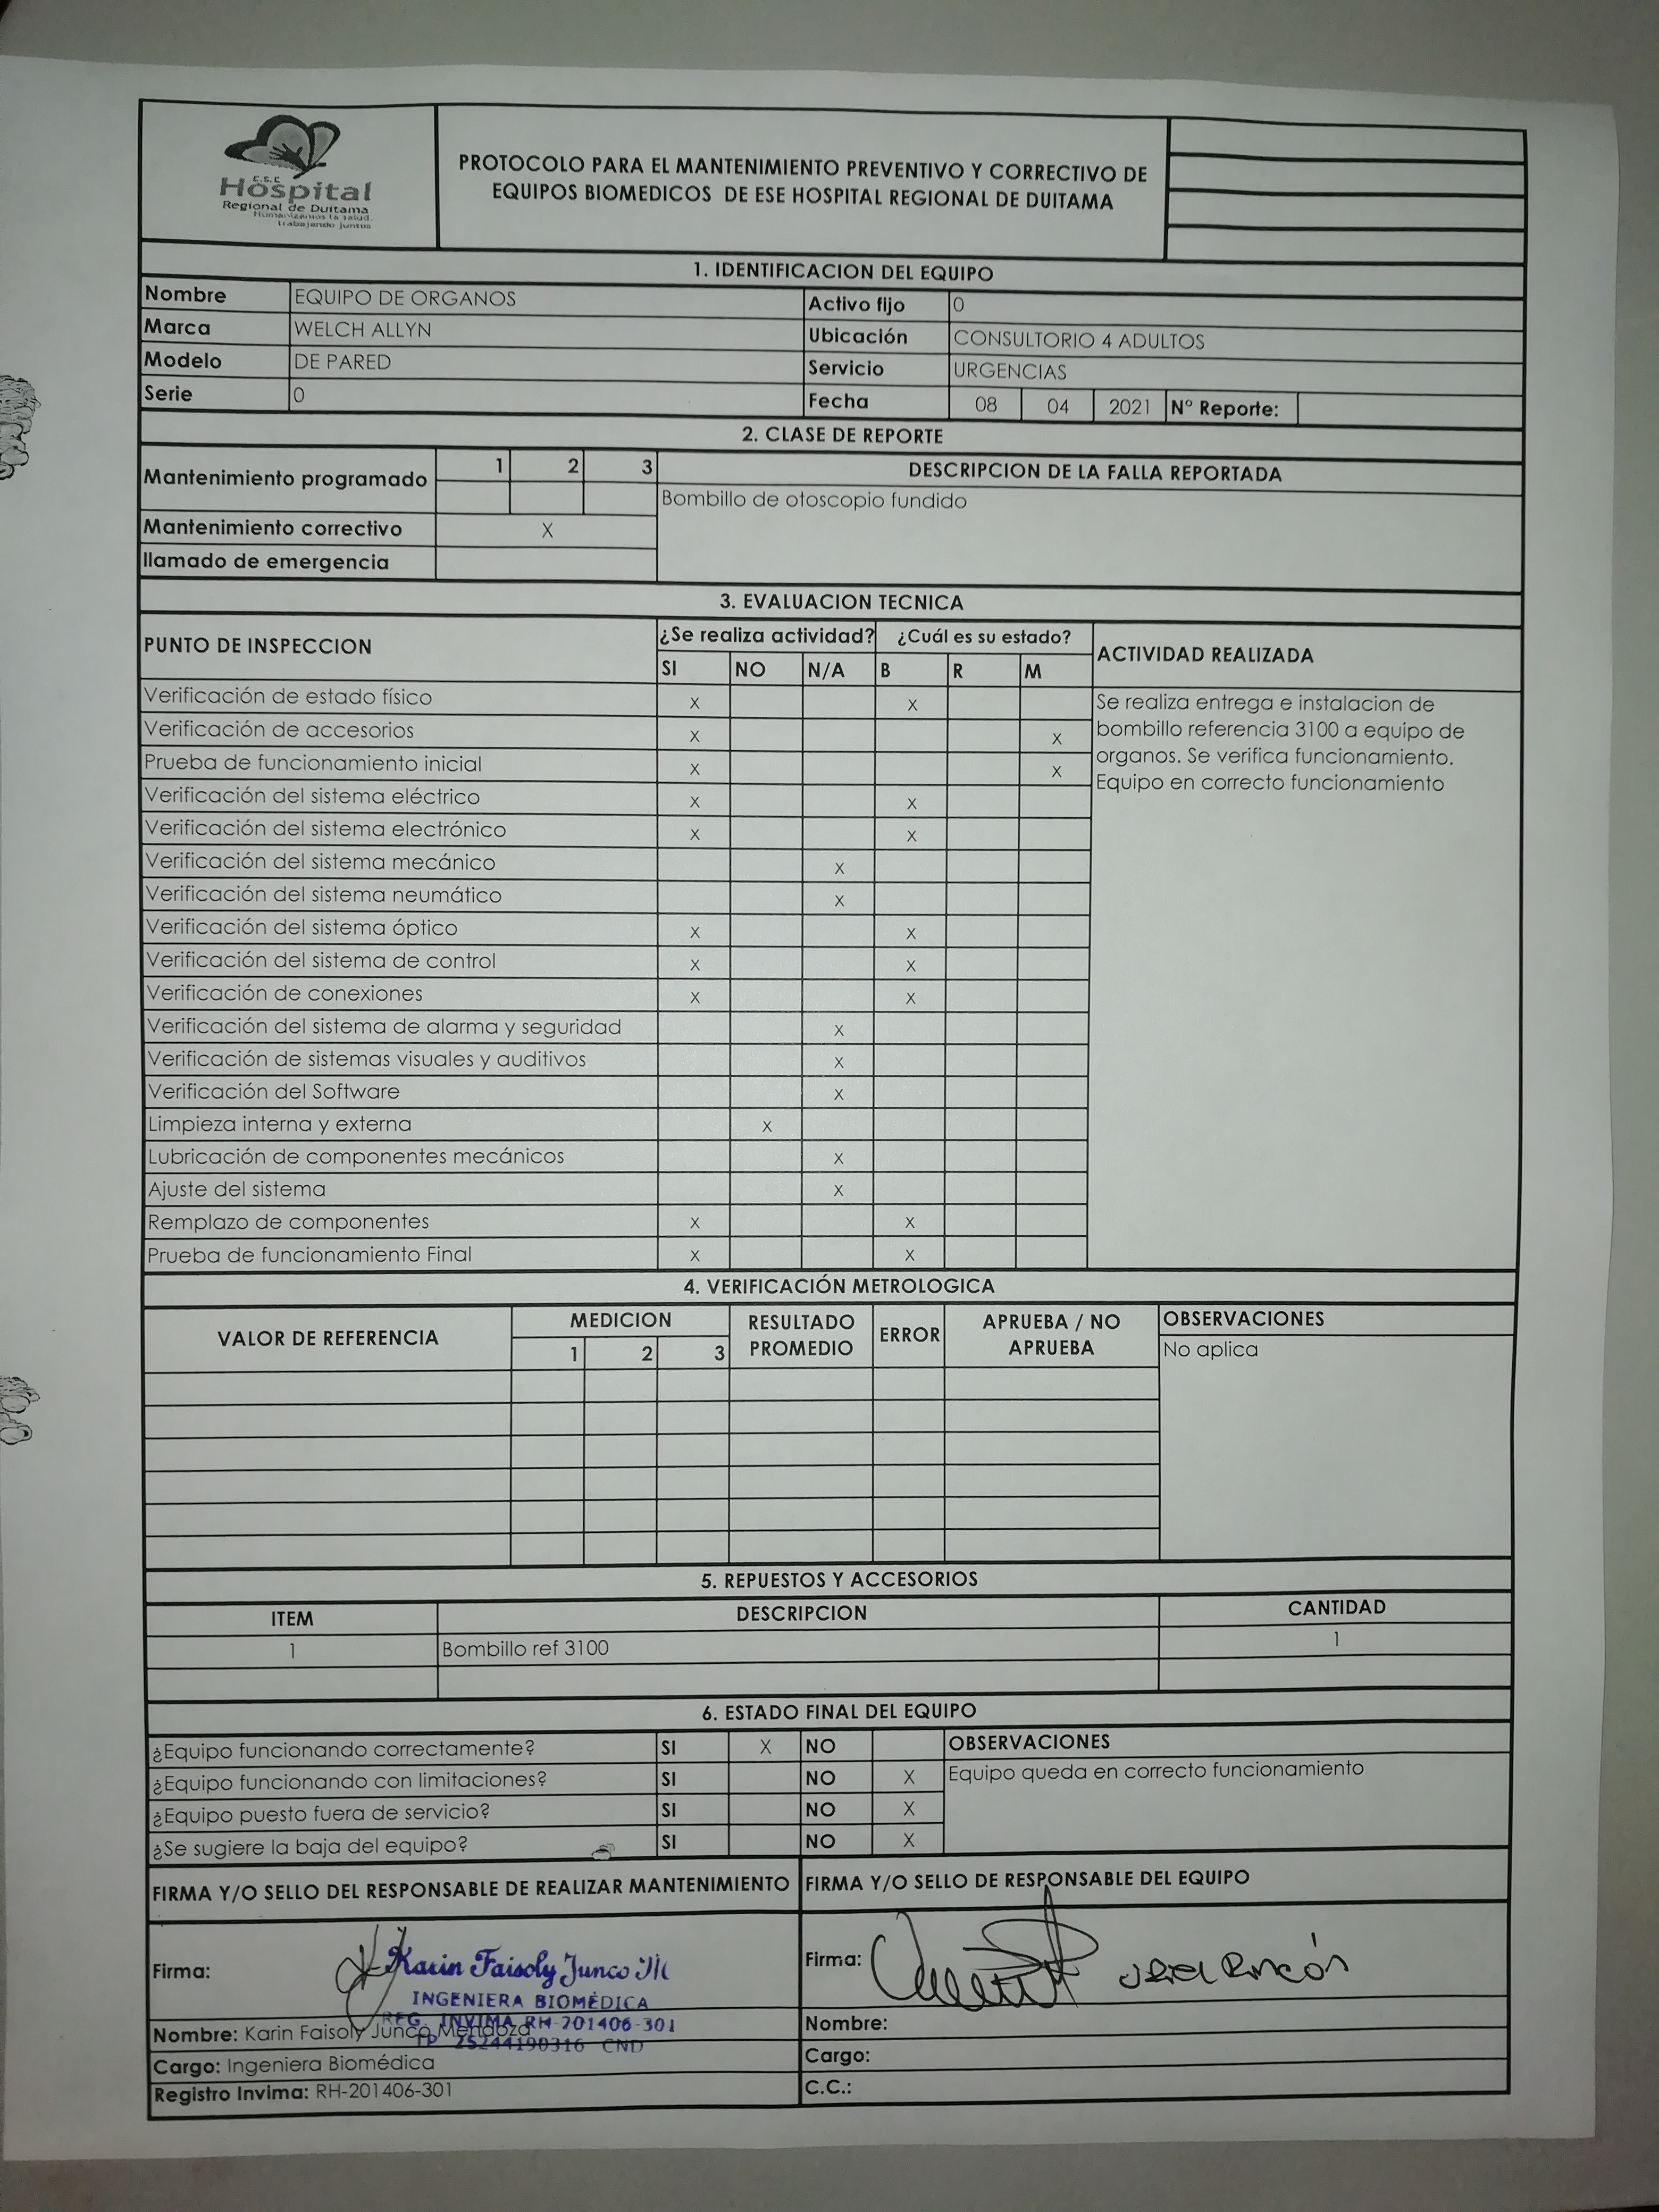 E.S.E
Hospital
Regional de Duitama
Humanizamos la salud,
trabajando juntos
PROTOCOLO PARA EL MANTENIMIENTO PREVENTIVO Y CORRECTIVO DE
EQUIPOS BIOMEDICOS DE ESE HOSPITAL REGIONAL DE DUITAMA
1. IDENTIFICACION DEL EQUIPO
Nombre EQUIPO DE ORGANOS Activo fijo 0
Marca WELCH ALLYN Ubicación CONSULTORIO 4 ADULTOS
Modelo DE PARED Servicio URGENCIAS
Serie 0 Fecha 08 04 2021 N° Reporte:
2. CLASE DE REPORTE
Mantenimiento programado 1 2 3 DESCRIPCION DE LA FALLA REPORTADA
Bombillo de otoscopio fundido
Mantenimiento correctivo X
llamado de emergencia
3. EVALUACION TECNICA
PUNTO DE INSPECCION ¿Se realiza actividad? ¿Cuál es su estado? ACTIVIDAD REALIZADA
SI NO N/A B R M
Verificación de estado físico X X Se realiza entrega e instalacion de
Verificación de accesorios X X bombillo referencia 3100 a equipo de
Prueba de funcionamiento inicial X X organos. Se verifica funcionamiento.
Verificación del sistema eléctrico X X Equipo en correcto funcionamiento
Verificación del sistema electrónico X X
Verificación del sistema mecánico X
Verificación del sistema neumático X
Verificación del sistema óptico X X
Verificación del sistema de control X X
Verificación de conexiones X X
Verificación del sistema de alarma y seguridad X
Verificación de sistemas visuales y auditivos X
Verificación del Software X
Limpieza interna y externa X
Lubricación de componentes mecánicos X
Ajuste del sistema X
Remplazo de componentes X X
Prueba de funcionamiento Final X X
4. VERIFICACIÓN METROLOGICA
VALOR DE REFERENCIA MEDICION RESULTADO PROMEDIO ERROR APRUEBA / NO APRUEBA OBSERVACIONES
1 2 3 No aplica
5. REPUESTOS Y ACCESORIOS
ITEM DESCRIPCION CANTIDAD
1 Bombillo ref 3100 1
6. ESTADO FINAL DEL EQUIPO
¿Equipo funcionando correctamente? SI X NO OBSERVACIONES
¿Equipo funcionando con limitaciones? SI NO X Equipo queda en correcto funcionamiento
¿Equipo puesto fuera de servicio? SI NO X
¿Se sugiere la baja del equipo? SI NO X
FIRMA Y/O SELLO DEL RESPONSABLE DE REALIZAR MANTENIMIENTO FIRMA Y/O SELLO DE RESPONSABLE DEL EQUIPO
Firma: Karin Faisoly Junco M Firma: Uriel Rincón
INGENIERA BIOMÉDICA
REG. INVIMA RH-201406-301
TP 25244190316 CND
Nombre: Karin Faisoly Junco Mendoza Nombre:
Cargo: Ingeniera Biomédica Cargo:
Registro Invima: RH-201406-301 C.C.: